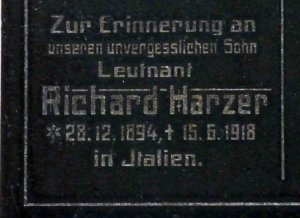 Zur Erinnerung an
unseren unvergesslichen Sohn
Leutnant
Richard Harzer
* 28.12.1894, † 15.6.1918
in Italien.